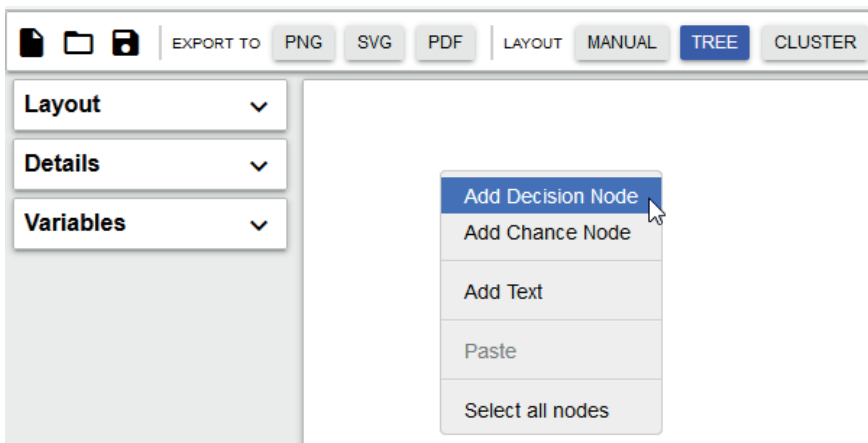 EXPORT TO PNG SVG PDF LAYOUT MANUAL TREE CLUSTER
Layout
Details
Variables
Add Decision Node
Add Chance Node
Add Text
Paste
Select all nodes